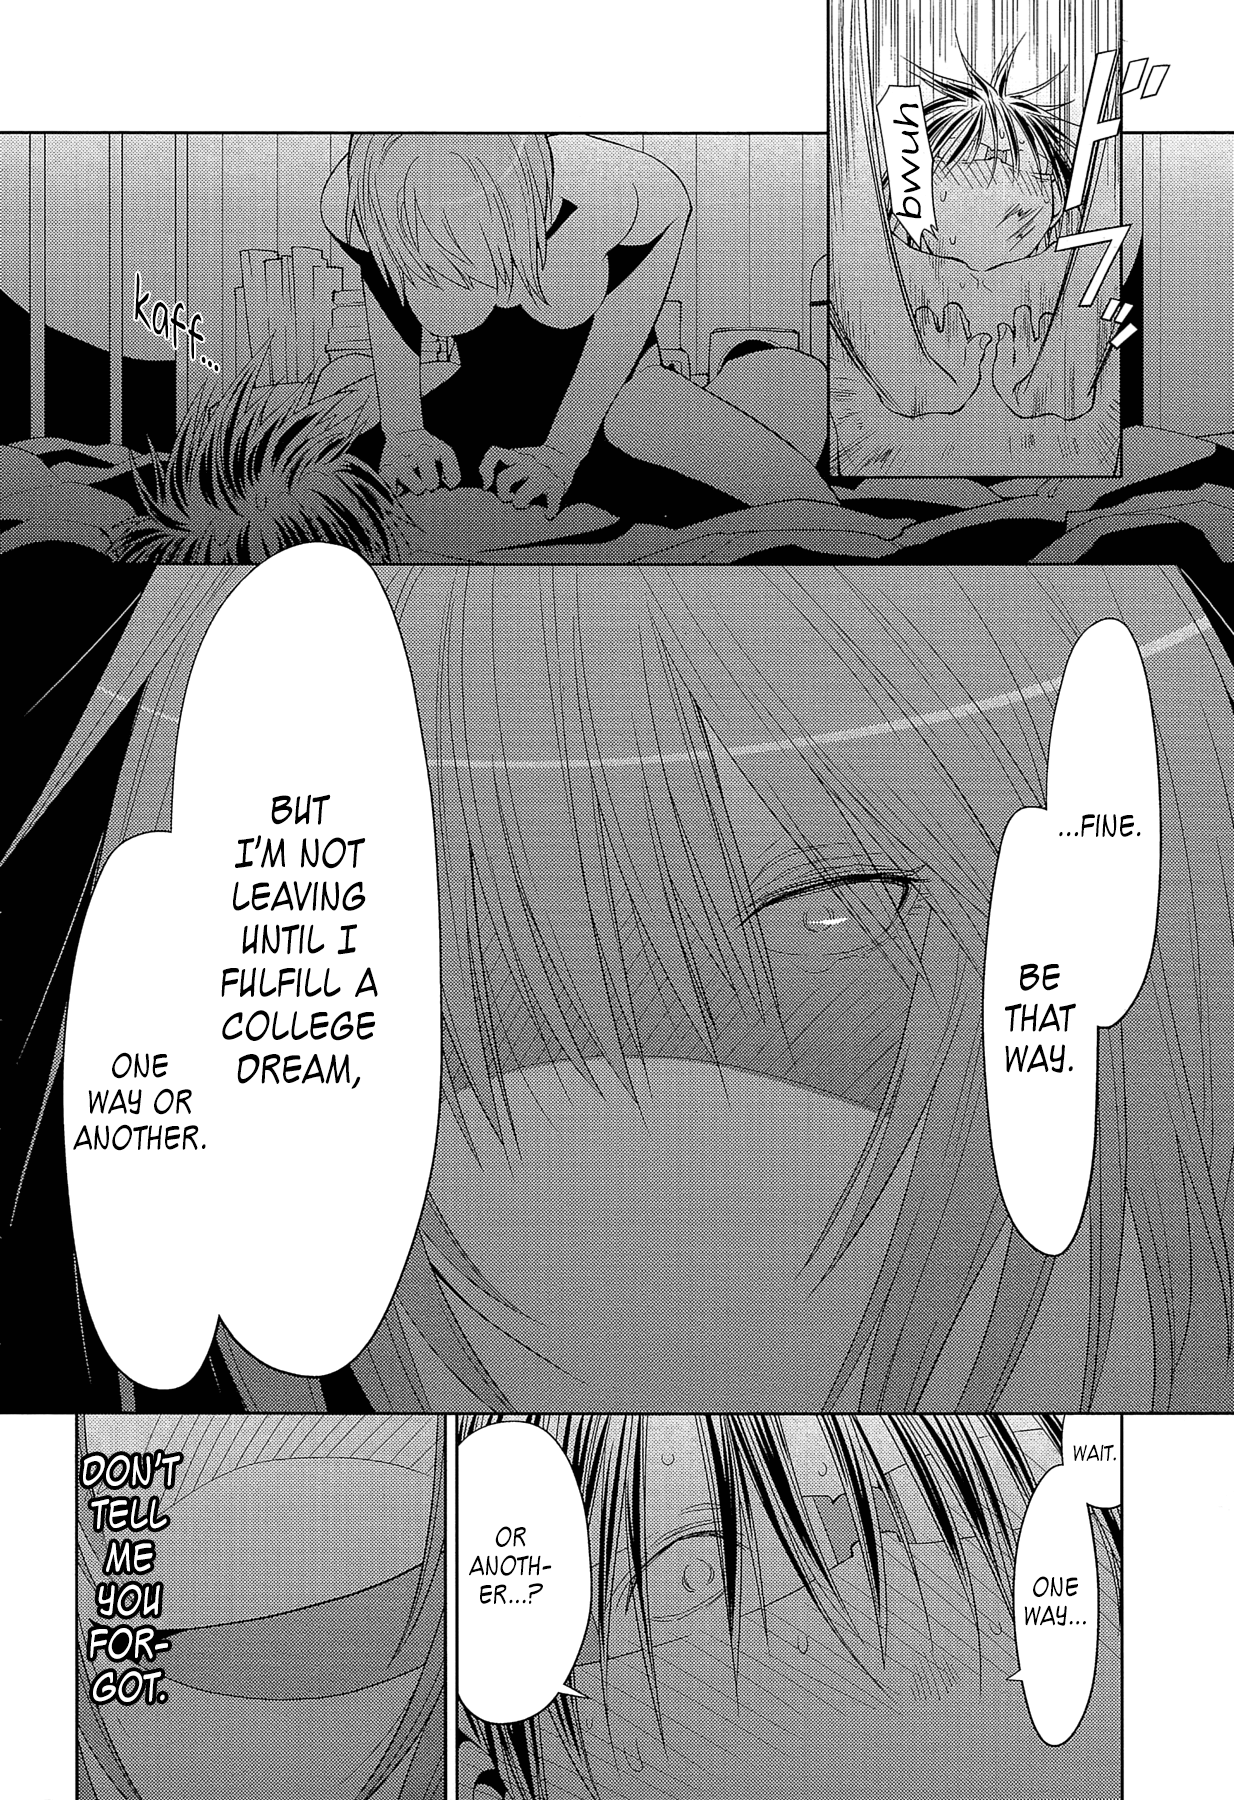 bwuh
ドフ
kaff...
...FINE.
BE
THAT
WAY.
BUT
I'M NOT
LEAVING
UNTIL I
FULFILL A
COLLEGE
DREAM,
ONE
WAY OR
ANOTHER.
WAIT.
ONE
WAY...
OR
ANOTH-
ER...?
DON'T
TELL
ME
YOU
FOR-
GOT.